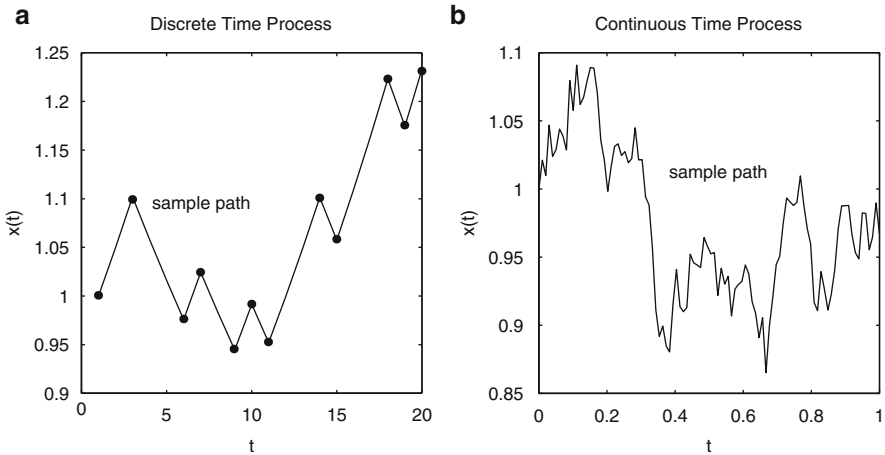 a
Discrete Time Process
1.25
1.2
1.15
1.1
1.05
1
0.95
0.9
x(t)
sample path
0
5
10
15
20
t
b
Continuous Time Process
1.1
1.05
1
0.95
0.9
0.85
x(t)
sample path
0
0.2
0.4
0.6
0.8
1
t